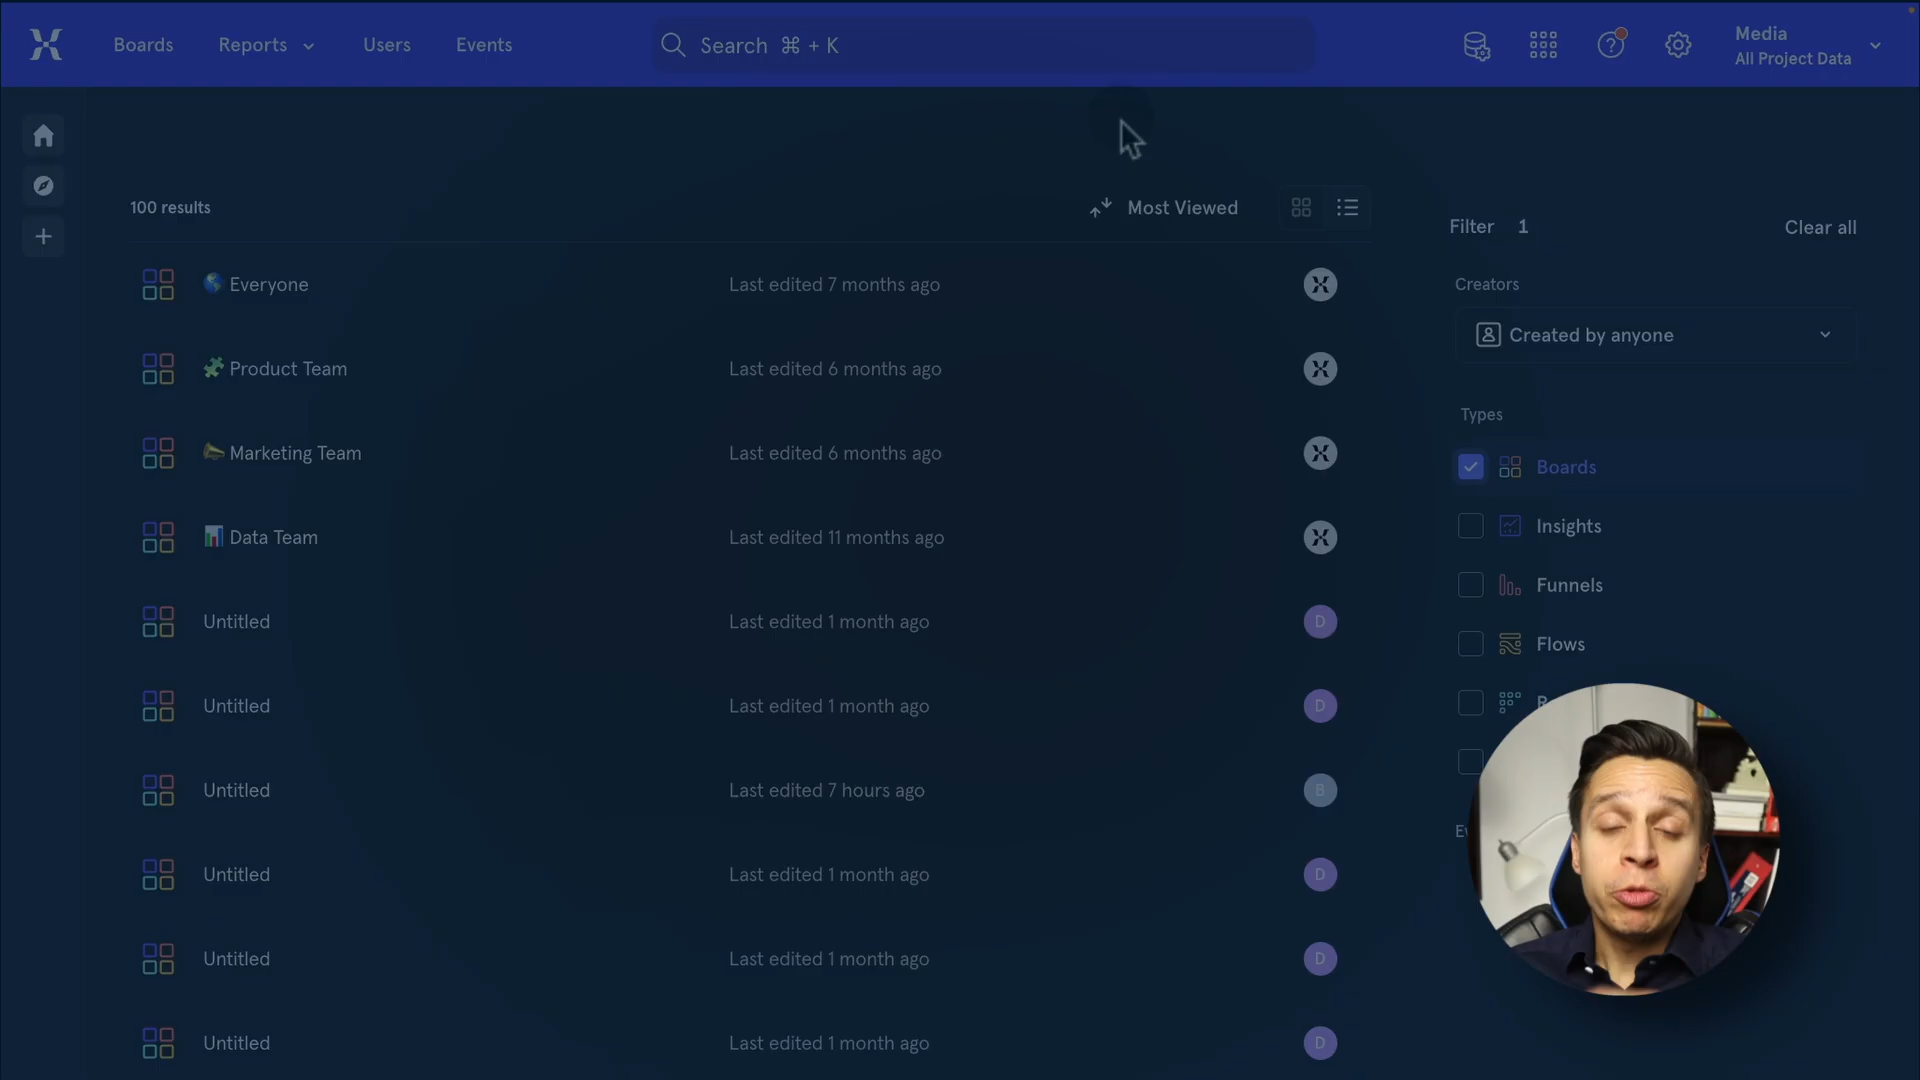 Boards
Reports
Users
Events
Search ⌘ + K
Media
All Project Data
100 results
Most Viewed
Filter 1
Clear all
Everyone
Last edited 7 months ago
Product Team
Last edited 6 months ago
Marketing Team
Last edited 6 months ago
Data Team
Last edited 11 months ago
Untitled
Last edited 1 month ago
D
Untitled
Last edited 1 month ago
D
Untitled
Last edited 7 hours ago
B
Untitled
Last edited 1 month ago
D
Untitled
Last edited 1 month ago
D
Untitled
Last edited 1 month ago
D
Creators
Created by anyone
Types
Boards
Insights
Funnels
Flows